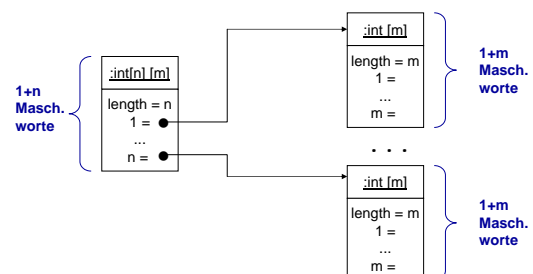 1+n
Masch.
worte
:int[n] [m]
length = n
1 =
...
n =
:int [m]
length = m
1 =
...
m =
1+m
Masch.
worte
. . .
:int [m]
length = m
1 =
...
m =
1+m
Masch.
worte